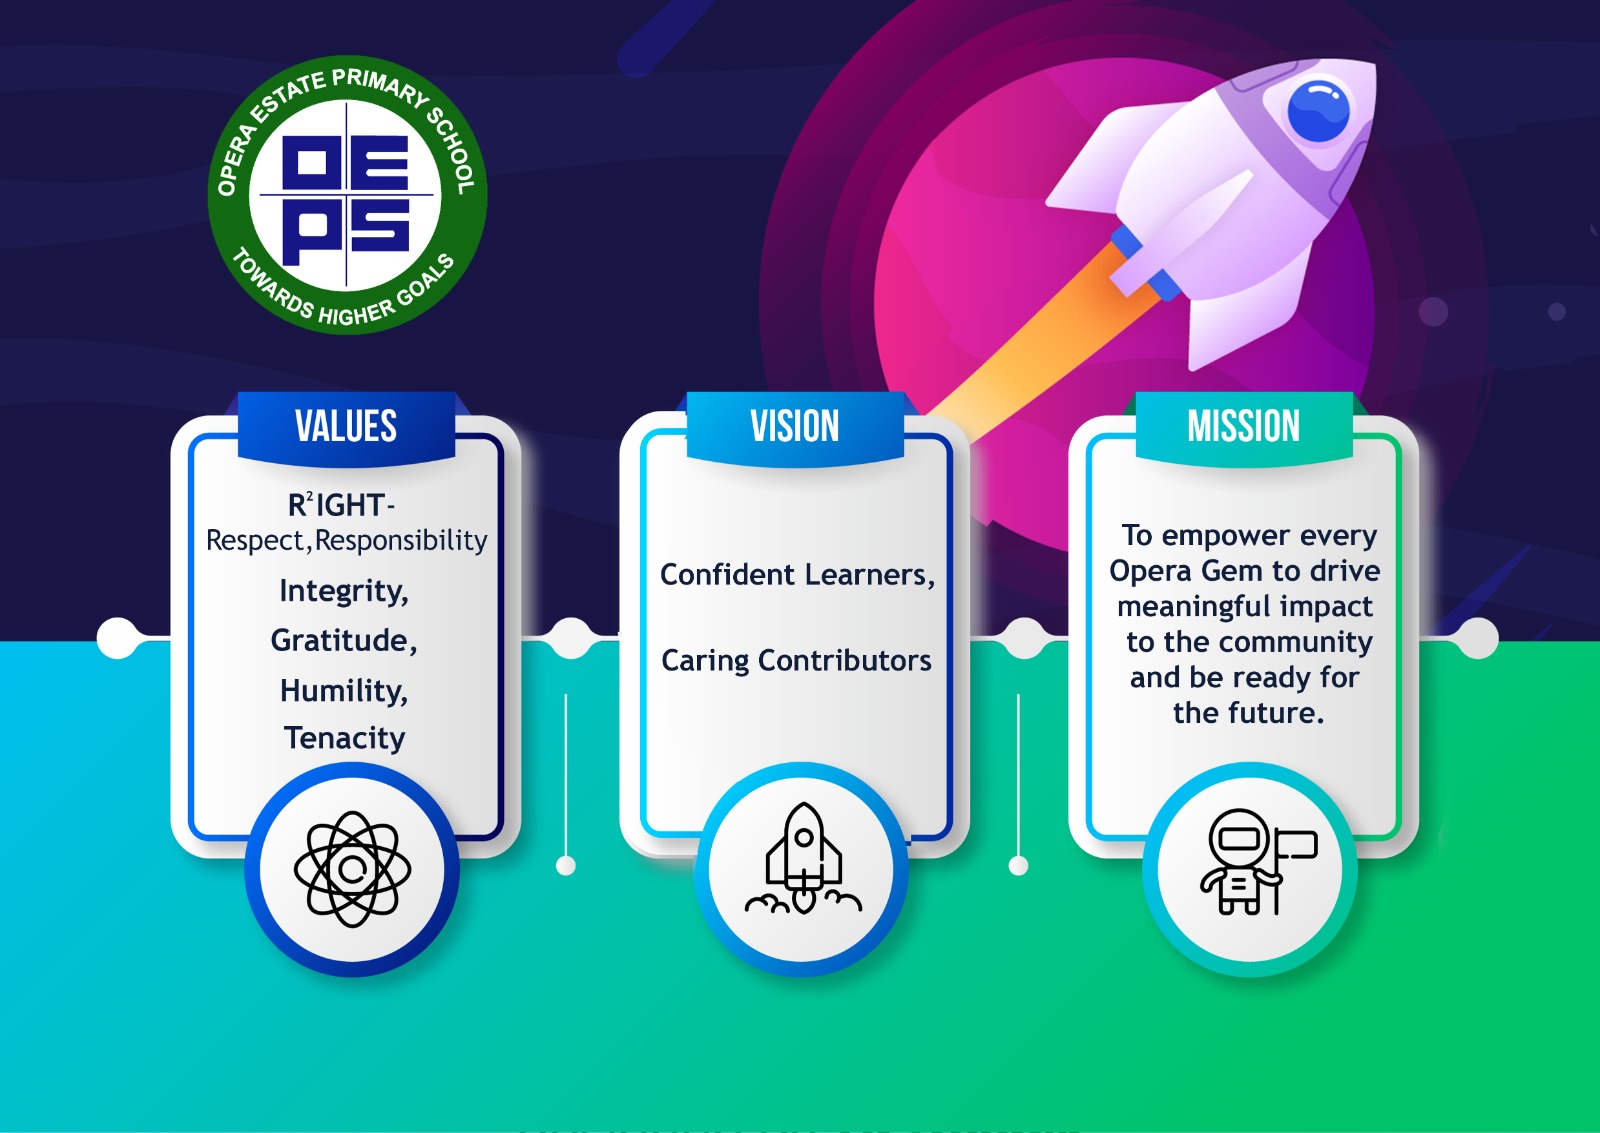 OPERA ESTATE PRIMARY SCHOOL
OE
PS
TOWARDS HIGHER GOALS
VALUES
R²IGHT-
Respect,Responsibility
Integrity,
Gratitude,
Humility,
Tenacity
VISION
Confident Learners,
Caring Contributors
MISSION
To empower every
Opera Gem to drive
meaningful impact
to the community
and be ready for
the future.